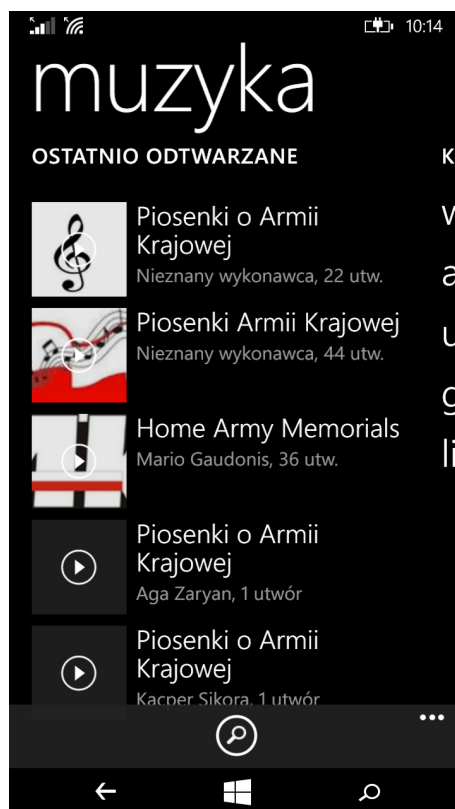 10:14
muzyka
OSTATNIO ODTWARZANE
K
Piosenki o Armii
Krajowej
Nieznany wykonawca, 22 utw.
Piosenki Armii Krajowej
Nieznany wykonawca, 44 utw.
Home Army Memorials
Mario Gaudonis, 36 utw.
Piosenki o Armii
Krajowej
Aga Zaryan, 1 utwór
Piosenki o Armii
Krajowej
Kacper Sikora, 1 utwór
w
a
u
g
li